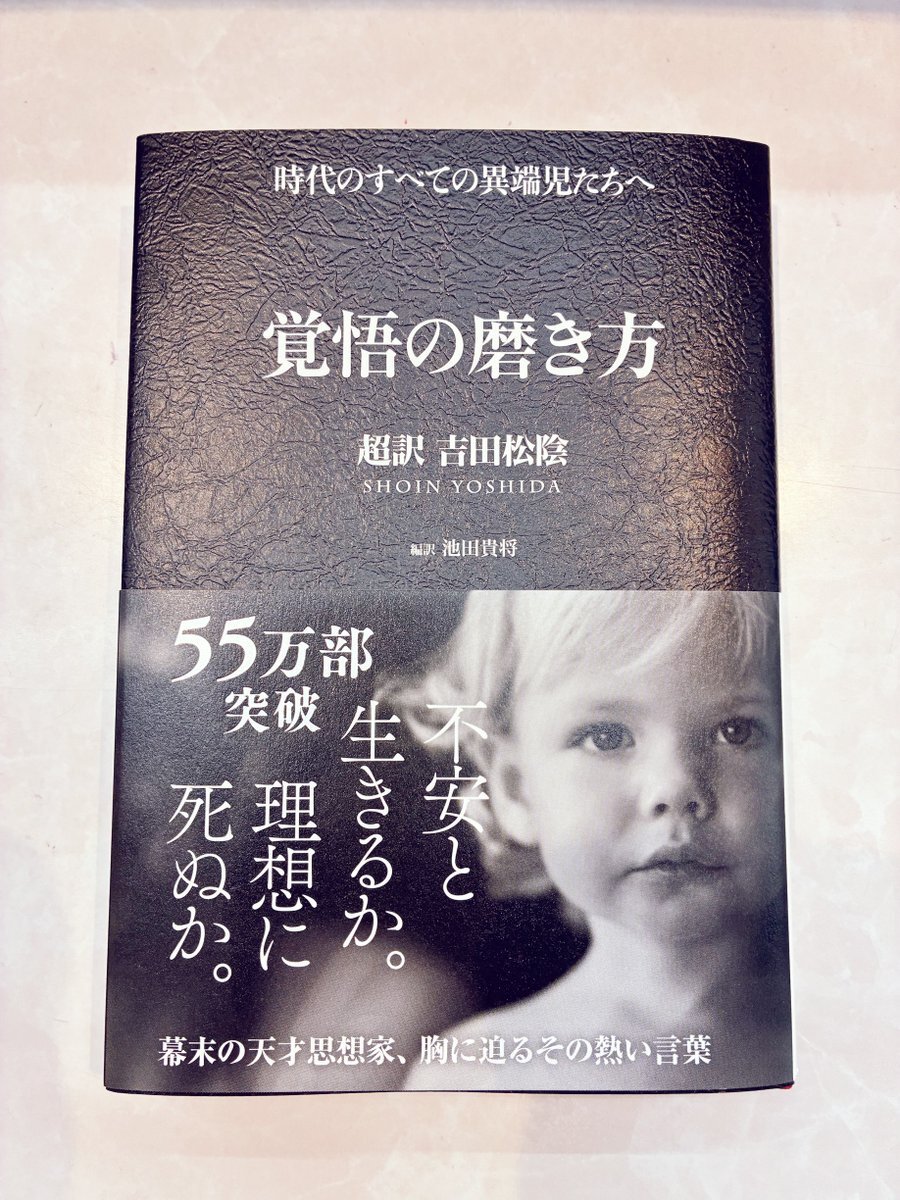 時代のすべての異端児たちへ
覚悟の磨き方
超訳 吉田松陰
SHOIN YOSHIDA
編訳 池田貴将
55万部
突破
不安と
生きるか。
理想に
死ぬか。
幕末の天才思想家、胸に迫るその熱い言葉